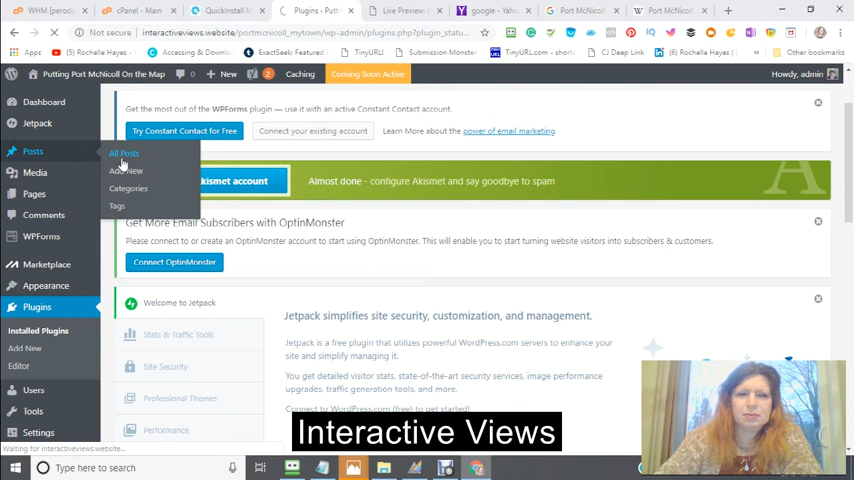 WHM [perodu
cPanel - Main
QuickInstall M
Plugins ‹ Putt
Live Preview: F
google - Yaho
Port McNicoll
Port McNicoll,
interactiveviews.website/portmcnicoll_mytown/wp-admin/plugins.php?plugin_statu...
Apps
Rochelle Hayes -
Accessing & Downlo
ExactSeek: Featured
TinyURL!
Submission Monster
TinyURL.com - short
CJ Deep Link
(6) Rochelle Hayes |
Other bookmarks
Putting Port McNicoll On the Map
0
+ New
2
Caching
Coming Soon Active
Howdy, admin
Dashboard
Jetpack
Posts
Media
Pages
Comments
WPForms
Marketplace
Appearance
Plugins
Installed Plugins
Add New
Editor
Users
Tools
Settings
All Posts
Add New
Categories
Tags
Get the most out of the WPForms plugin — use it with an active Constant Contact account.
Try Constant Contact for Free
Connect your existing account
Learn More about the power of email marketing
kismet account
Almost done - configure Akismet and say goodbye to spam
A
Get More Email Subscribers with OptinMonster
Please connect to or create an OptinMonster account to start using OptinMonster. This will enable you to start turning website visitors into subscribers & customers.
Connect OptinMonster
Welcome to Jetpack
Stats & Traffic Tools
Site Security
Professional Themes
Performance
Jetpack simplifies site security, customization, and management.
Jetpack is a free plugin that utilizes powerful WordPress.com servers to enhance your
site and simplify managing it.
You get detailed visitor stats, state-of-the-art security services, image performance
upgrades, traffic generation tools, and more.
Connect to WordPress.com (free) to get started!
Interactive Views
Waiting for interactiveviews.website...
Type here to search